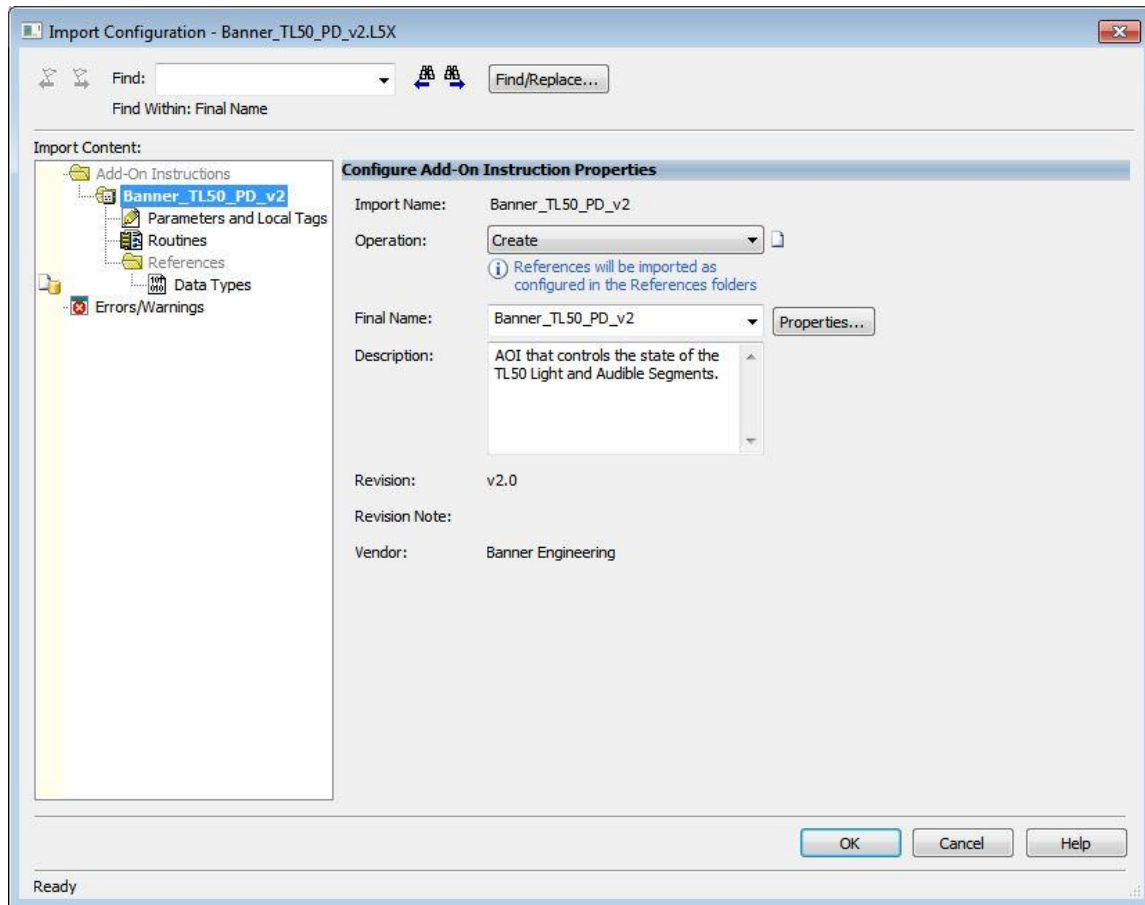 Import Configuration - Banner_TL50_PD_v2.L5X
Find:
Find/Replace...
Find Within: Final Name
Import Content:
Add-On Instructions
Banner_TL50_PD_v2
Parameters and Local Tags
Routines
References
Data Types
Errors/Warnings
Configure Add-On Instruction Properties
Import Name: Banner_TL50_PD_v2
Operation: Create
References will be imported as
configured in the References folders
Final Name: Banner_TL50_PD_v2 Properties...
Description: AOI that controls the state of the
TL50 Light and Audible Segments.
Revision: v2.0
Revision Note:
Vendor: Banner Engineering
OK Cancel Help
Ready